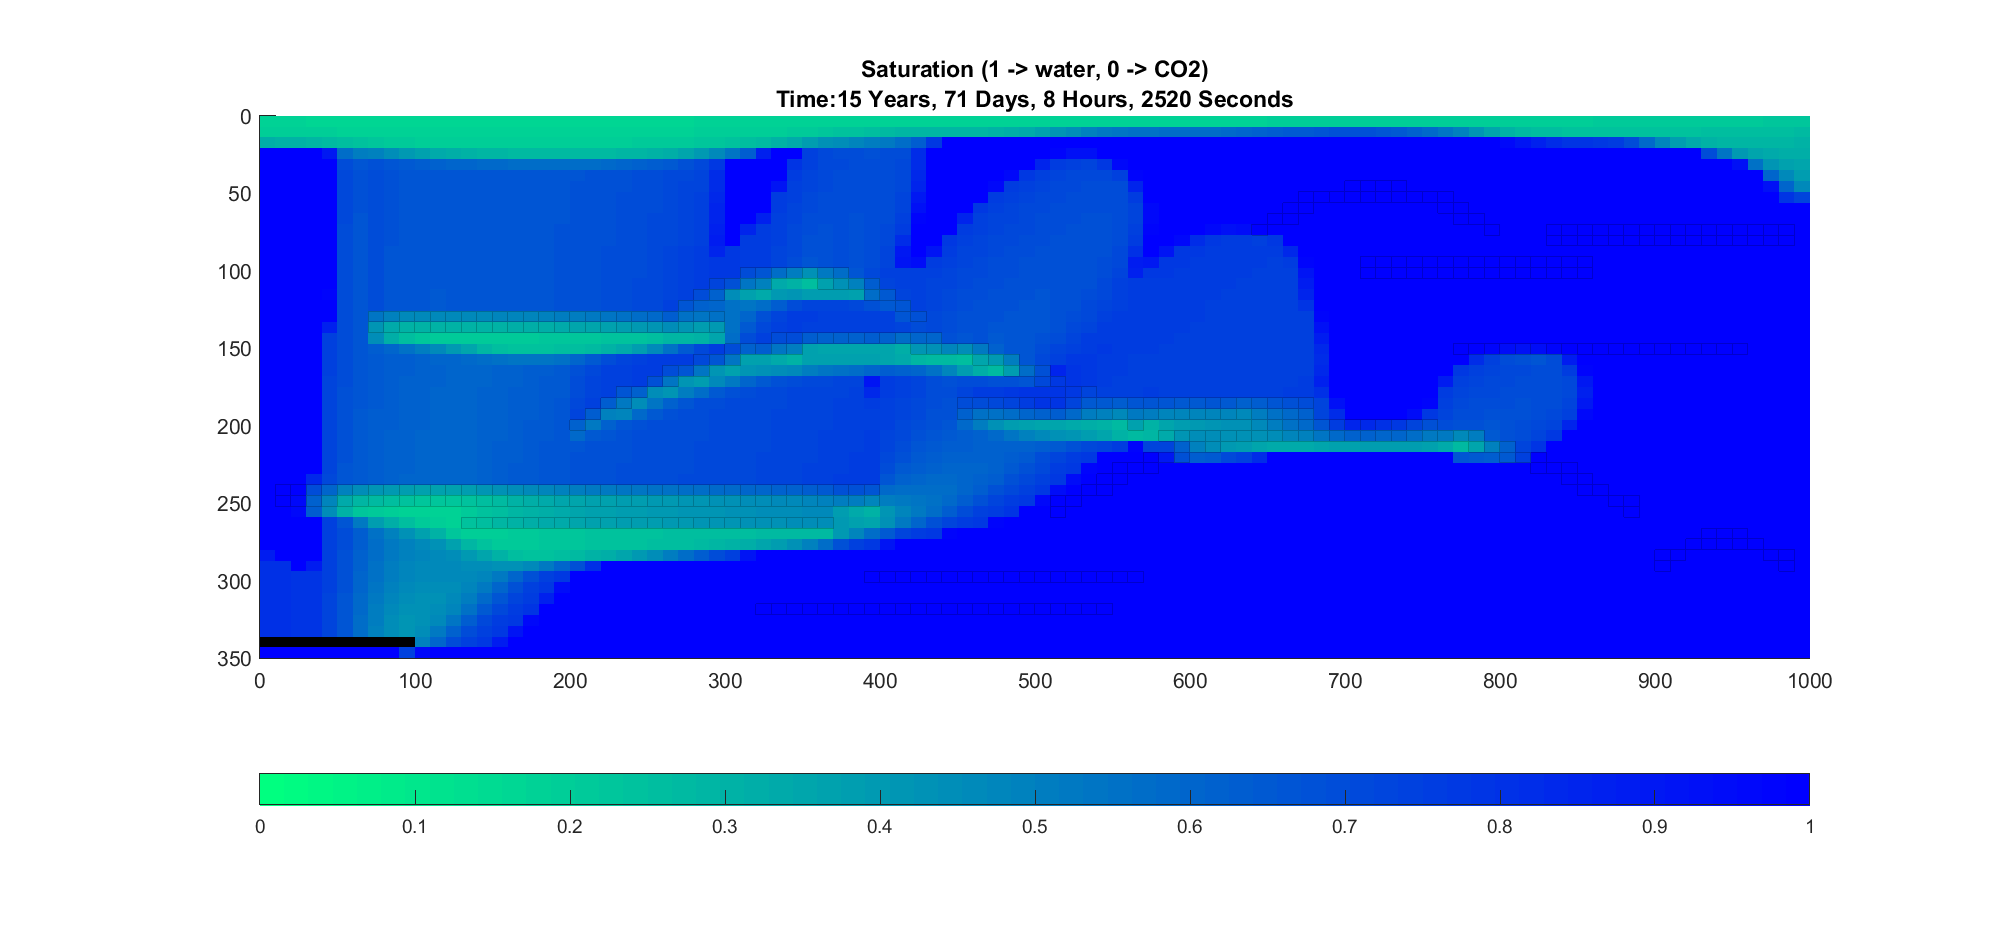 Saturation (1 -> water, 0 -> CO2)
Time:15 Years, 71 Days, 8 Hours, 2520 Seconds
0
50
100
150
200
250
300
350
0 100 200 300 400 500 600 700 800 900 1000
0 0.1 0.2 0.3 0.4 0.5 0.6 0.7 0.8 0.9 1